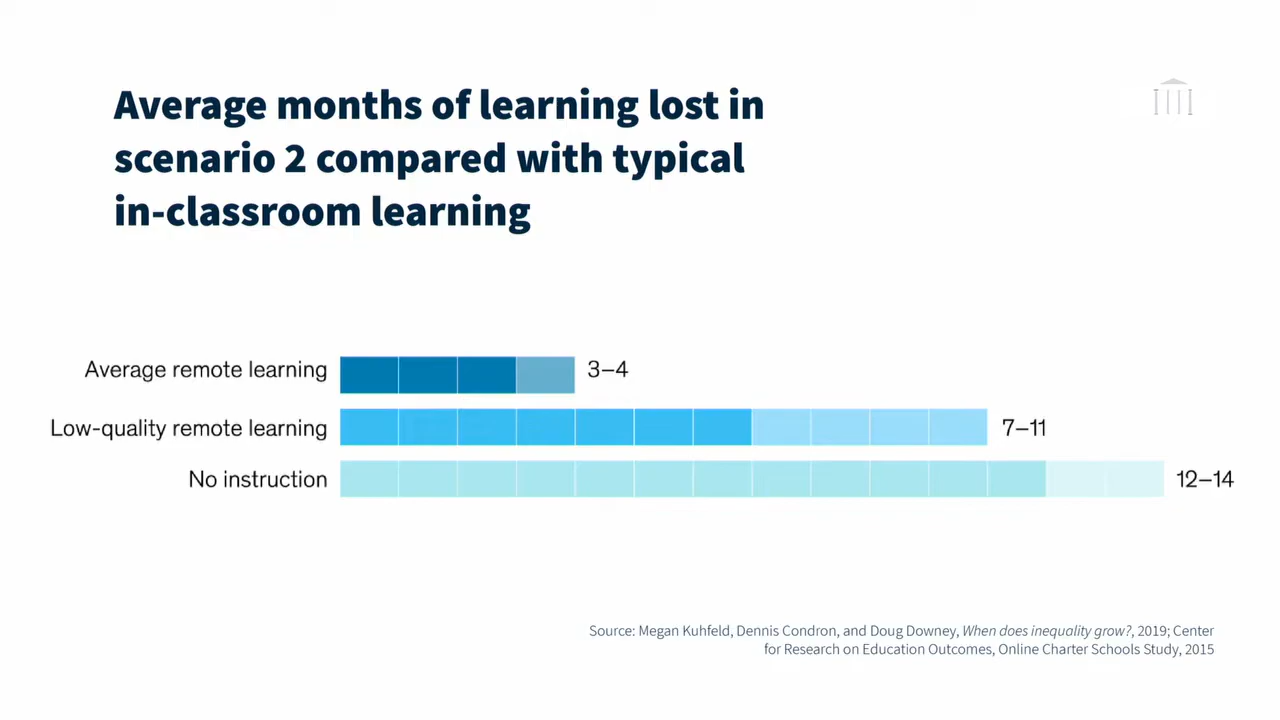 Average months of learning lost in
scenario 2 compared with typical
in-classroom learning
Average remote learning
3–4
Low-quality remote learning
7–11
No instruction
12–14
Source: Megan Kuhfeld, Dennis Condron, and Doug Downey, When does inequality grow?, 2019; Center
for Research on Education Outcomes, Online Charter Schools Study, 2015